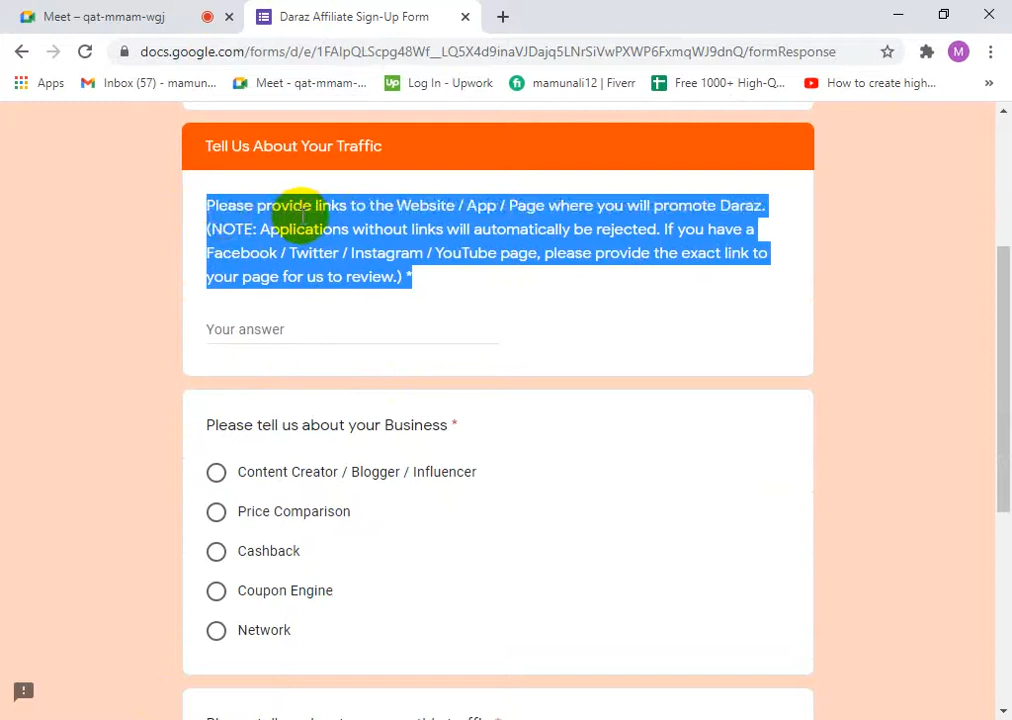 Meet – qat-mmam-wgj
Daraz Affiliate Sign-Up Form
docs.google.com/forms/d/e/1FAIpQLScpg48Wf__LQ5X4d9inaVJDajq5LNrSiVwPXWP6FxmqWJ9dnQ/formResponse
M
Apps
Inbox (57) - mamun...
Meet - qat-mmam-...
Up
Log In - Upwork
fi
mamunali12 | Fiverr
Free 1000+ High-Q...
How to create high...
»
Tell Us About Your Traffic
Please provide links to the Website / App / Page where you will promote Daraz.
(NOTE: Applications without links will automatically be rejected. If you have a
Facebook / Twitter / Instagram / YouTube page, please provide the exact link to
your page for us to review.) *
Your answer
Please tell us about your Business *
Content Creator / Blogger / Influencer
Price Comparison
Cashback
Coupon Engine
Network